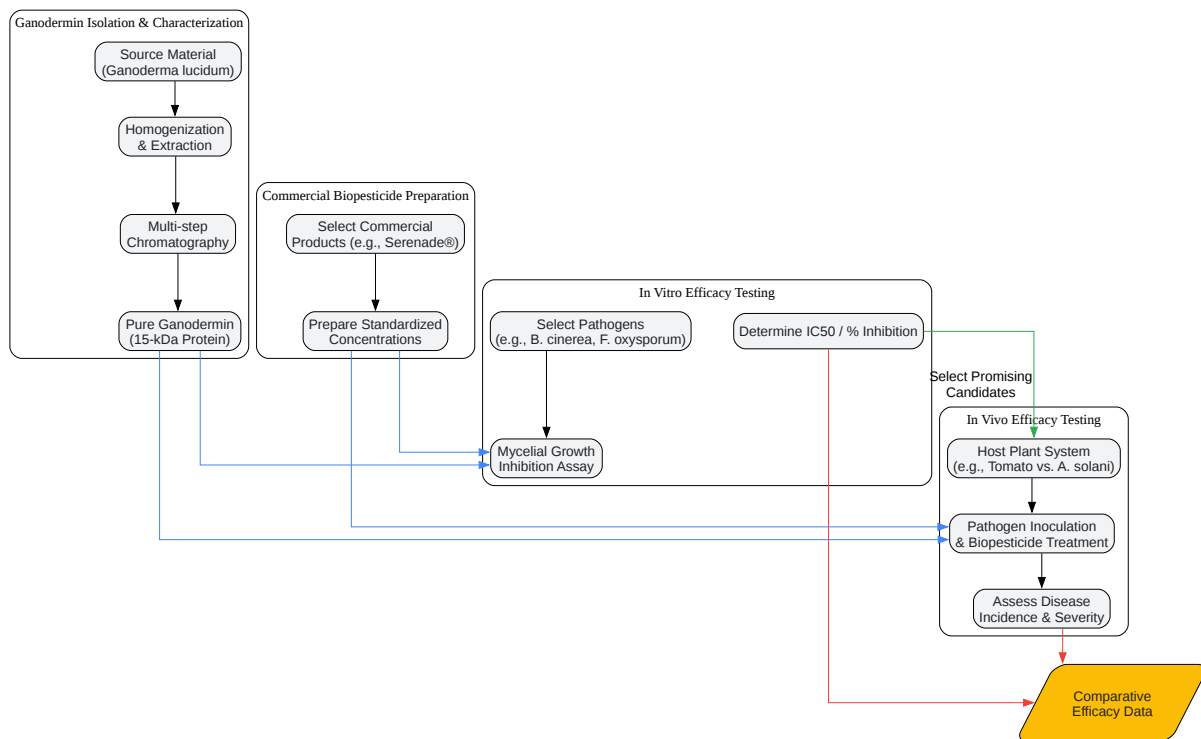 Ganodermin Isolation & Characterization
Source Material
(Ganoderma lucidum)
Homogenization
& Extraction
Multi-step
Chromatography
Pure Ganodermin
(15-kDa Protein)
Commercial Biopesticide Preparation
Select Commercial
Products (e.g., Serenade®)
Prepare Standardized
Concentrations
In Vitro Efficacy Testing
Select Pathogens
(e.g., B. cinerea, F. oxysporum)
Mycelial Growth
Inhibition Assay
Determine IC50 / % Inhibition
Select Promising
Candidates
In Vivo Efficacy Testing
Host Plant System
(e.g., Tomato vs. A. solani)
Pathogen Inoculation
& Biopesticide Treatment
Assess Disease
Incidence & Severity
Comparative
Efficacy Data